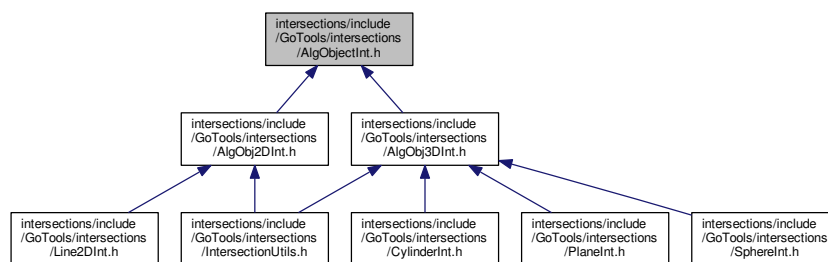 intersections/include
/GoTools/intersections
/AlgObjectInt.h
intersections/include
/GoTools/intersections
/AlgObj2DInt.h
intersections/include
/GoTools/intersections
/AlgObj3DInt.h
intersections/include
/GoTools/intersections
/Line2DInt.h
intersections/include
/GoTools/intersections
/IntersectionUtils.h
intersections/include
/GoTools/intersections
/CylinderInt.h
intersections/include
/GoTools/intersections
/PlaneInt.h
intersections/include
/GoTools/intersections
/SphereInt.h